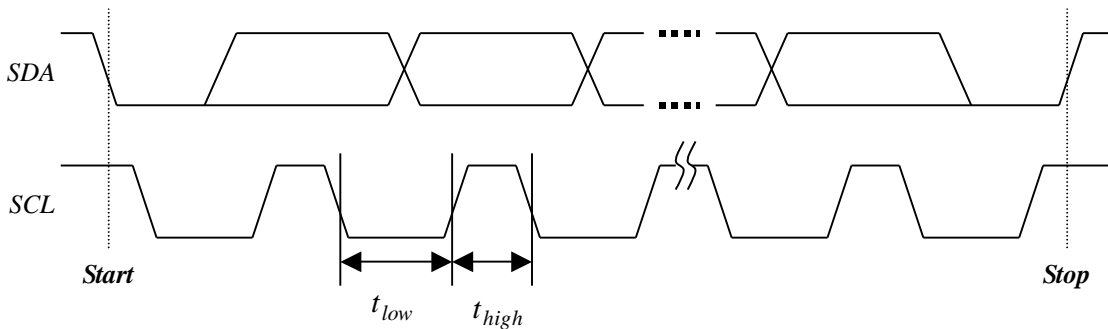 SDA
SCL
Start
Stop
t_low
t_high